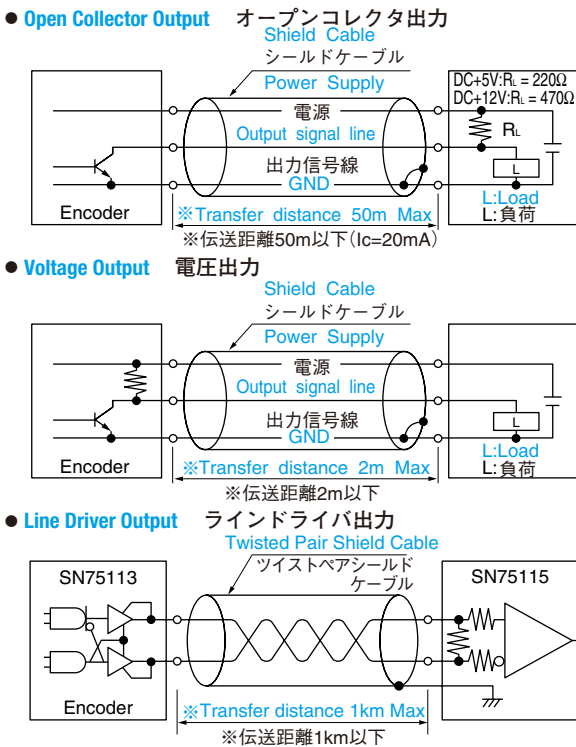 ● Open Collector Output オープンコレクタ出力
Shield Cable
シールドケーブル
Power Supply
電源
Output signal line
出力信号線
GND
Encoder
DC+5V:RL = 220Ω
DC+12V:RL = 470Ω
RL
L
L:Load
L:負荷
※Transfer distance 50m Max
※伝送距離50m以下(Ic=20mA)
● Voltage Output 電圧出力
Shield Cable
シールドケーブル
Power Supply
電源
Output signal line
出力信号線
GND
Encoder
L
L:Load
L:負荷
※Transfer distance 2m Max
※伝送距離2m以下
● Line Driver Output ラインドライバ出力
Twisted Pair Shield Cable
ツイストペアシールド
ケーブル
SN75113
SN75115
Encoder
※Transfer distance 1km Max
※伝送距離1km以下